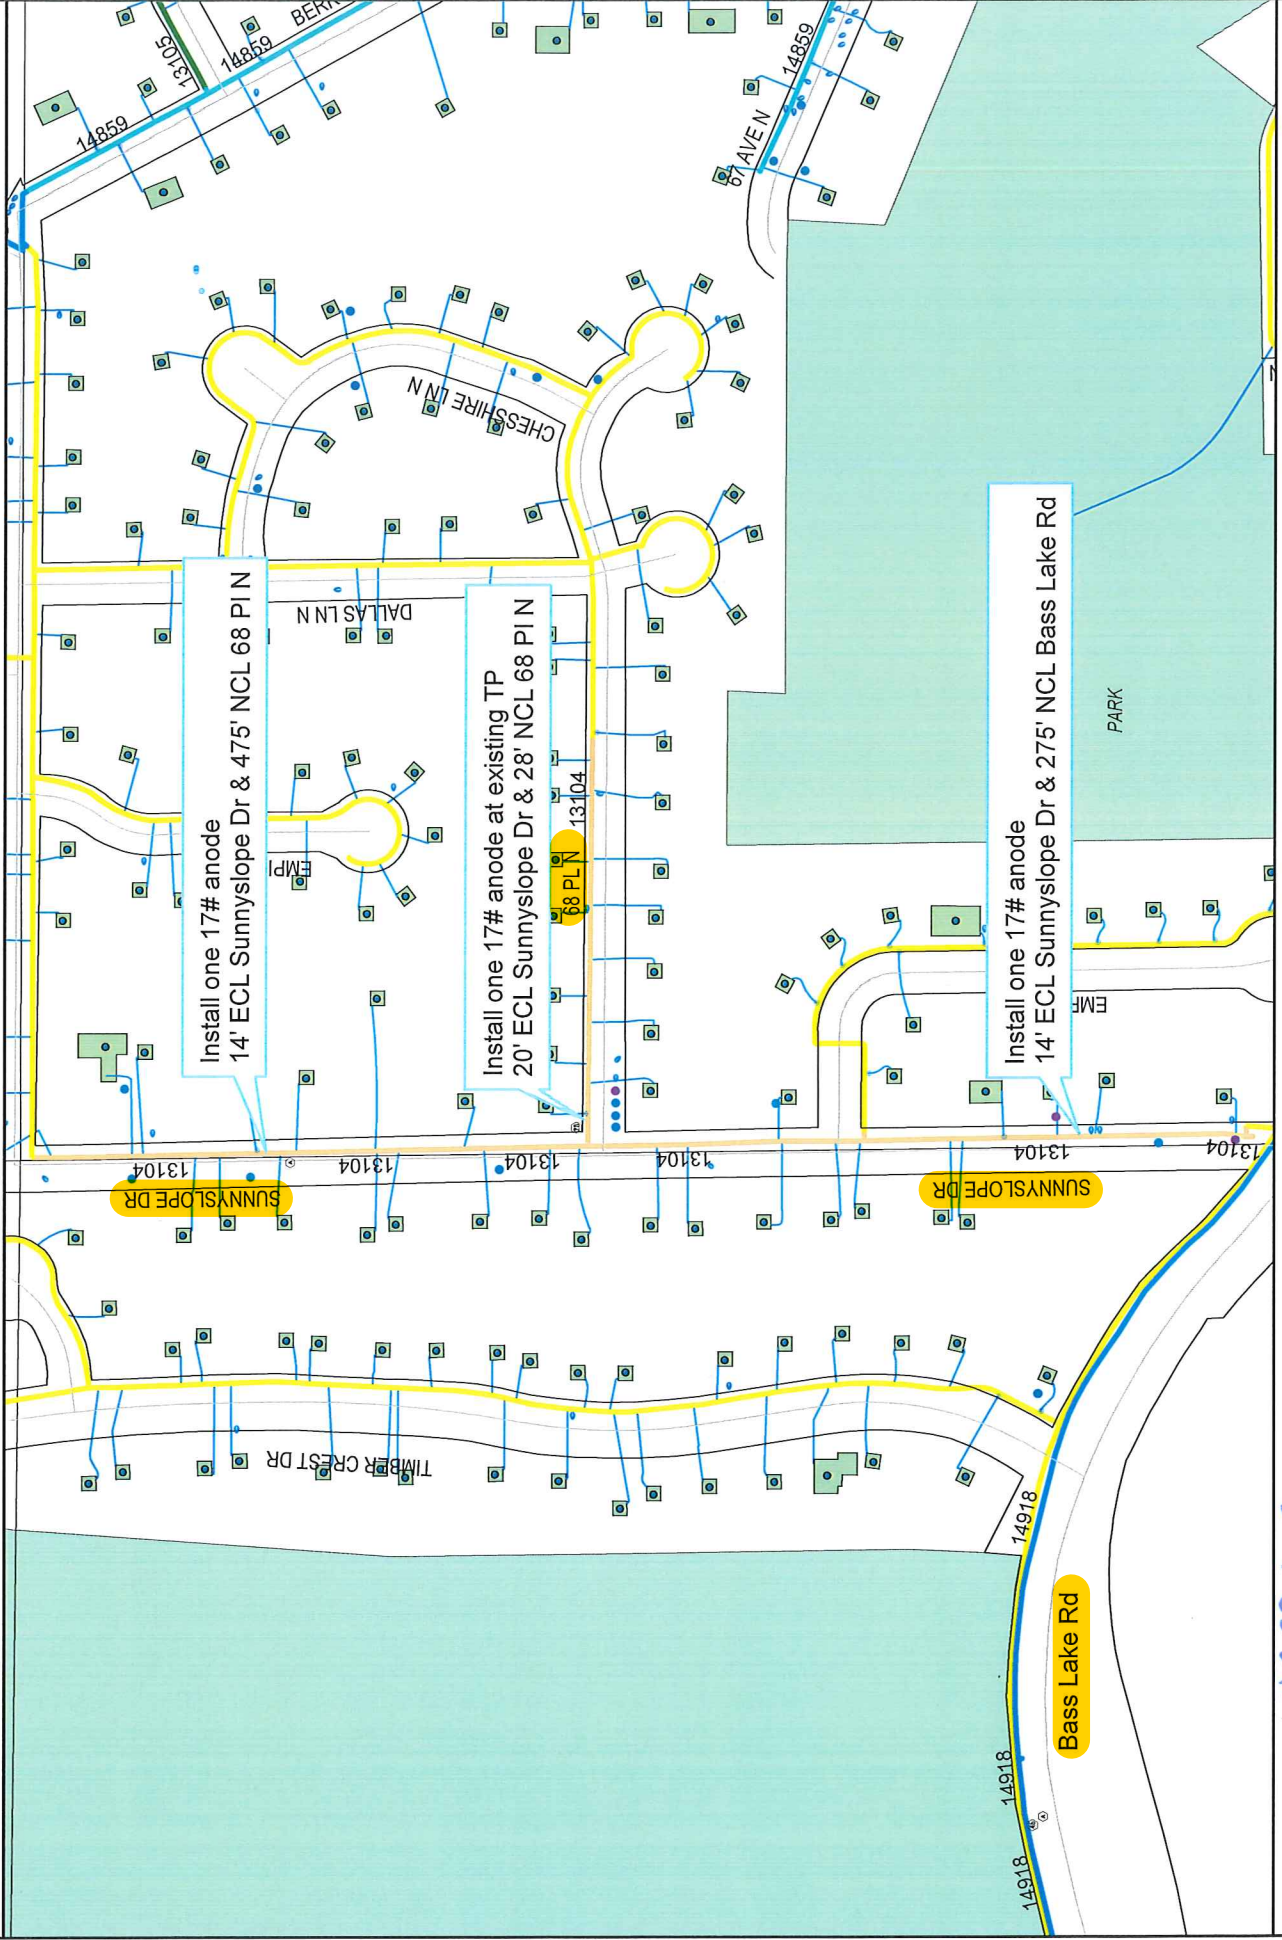 13105
14859
BERK
14859
14859
67 AVE N
CHESSHIRE LN N
DALLAS LN N
Install one 17# anode
14' ECL Sunnyslope Dr & 475' NCL 68 Pl N
Install one 17# anode at existing TP
20' ECL Sunnyslope Dr & 28' NCL 68 Pl N
Install one 17# anode
14' ECL Sunnyslope Dr & 275' NCL Bass Lake Rd
PARK
EMPI
68 PL N
13104
EMP
13104
13104
13104
13104
13104
13104
SUNNYSLOPE DR
SUNNYSLOPE DR
TIMBER CREST DR
14918
14918
14918
Bass Lake Rd